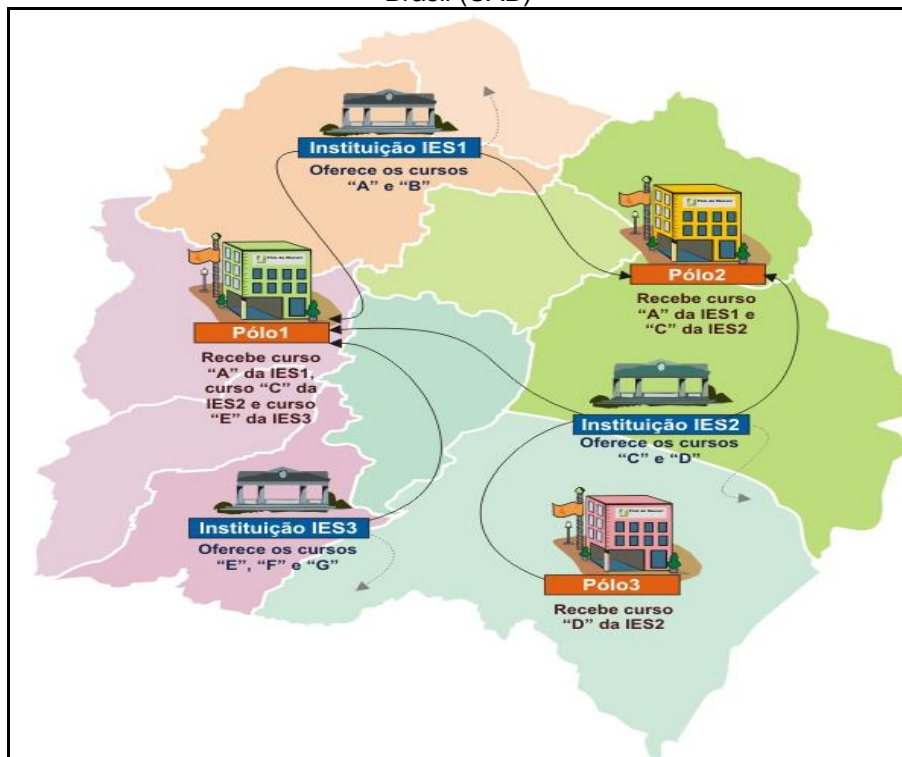 Brasil (UAB)
Instituição IES1
Oferece os cursos
“A” e “B”
Pólo2
Recebe curso
“A” da IES1 e
“C” da IES2
Pólo1
Recebe curso
“A” da IES1,
curso “C” da
IES2 e curso
“E” da IES3
Instituição IES2
Oferece os cursos
“C” e “D”
Instituição IES3
Oferece os cursos
“E”, “F” e “G”
Pólo3
Recebe curso
“D” da IES2